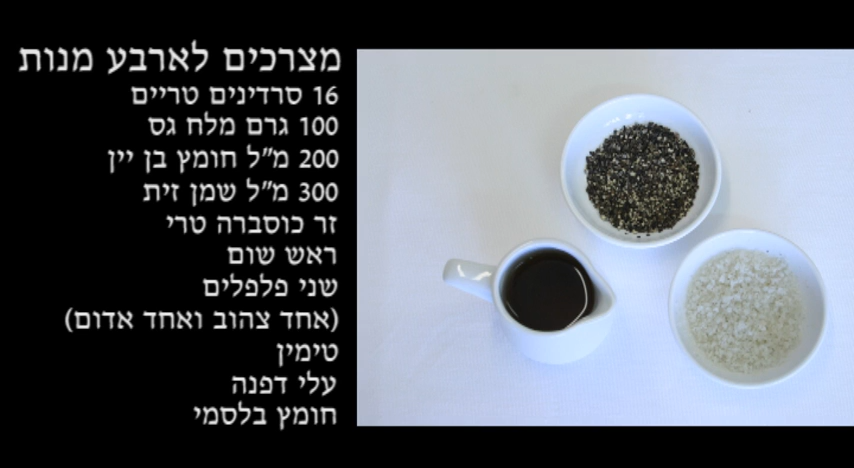 מצרכים לארבע מנות
16 סרדינים טריים
100 גרם מלח גס
200 מ"ל חומץ בן יין
300 מ"ל שמן זית
זר כוסברה טרי
ראש שום
שני פלפלים
(אחד צהוב ואחד אדום)
טימין
עלי דפנה
חומץ בלסמי